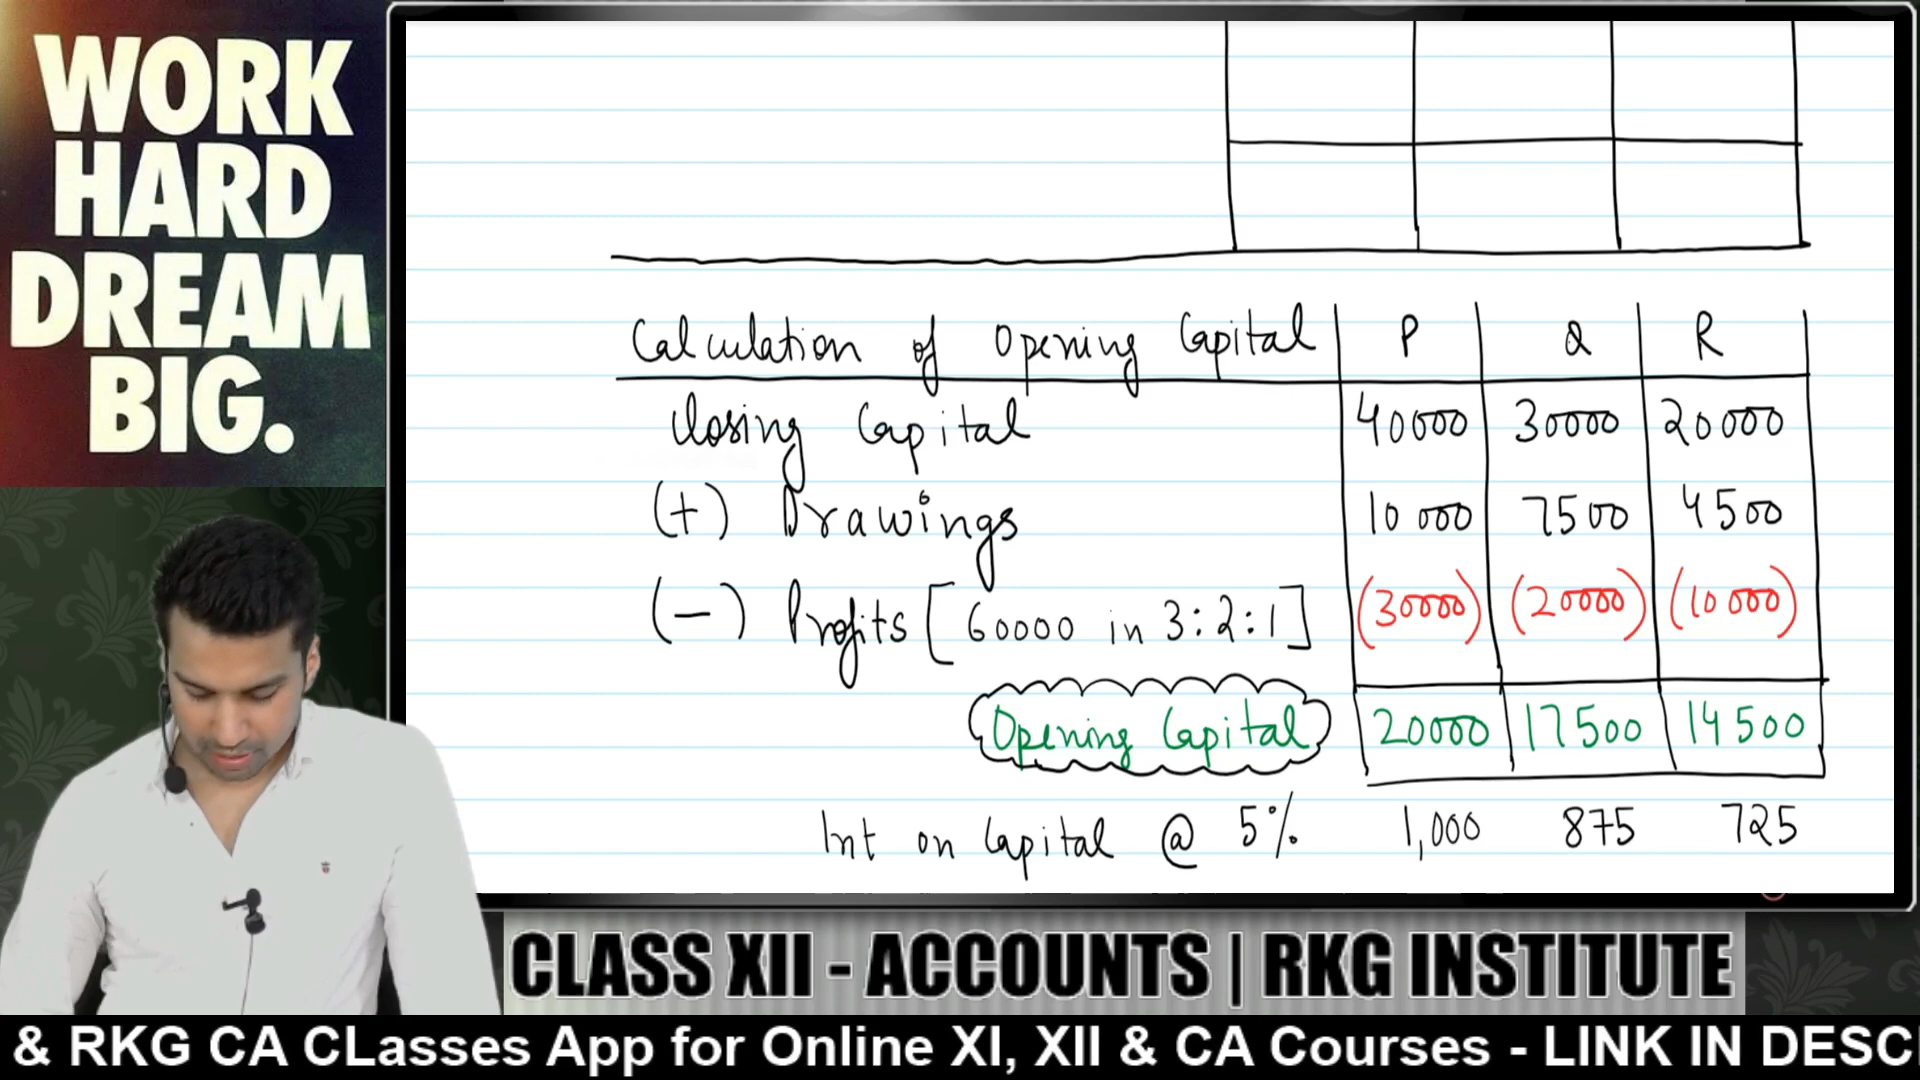 WORK
HARD
DREAM
BIG.
Calculation of Opening Capital P Q R
Closing Capital 40000 30000 20000
(+) Drawings 10000 7500 4500
(-) Profits [60000 in 3:2:1] (30000) (20000) (10000)
Opening Capital 20000 17500 14500
Int on Capital @ 5% 1,000 875 725
CLASS XII - ACCOUNTS | RKG INSTITUTE
& RKG CA CLasses App for Online XI, XII & CA Courses - LINK IN DESC